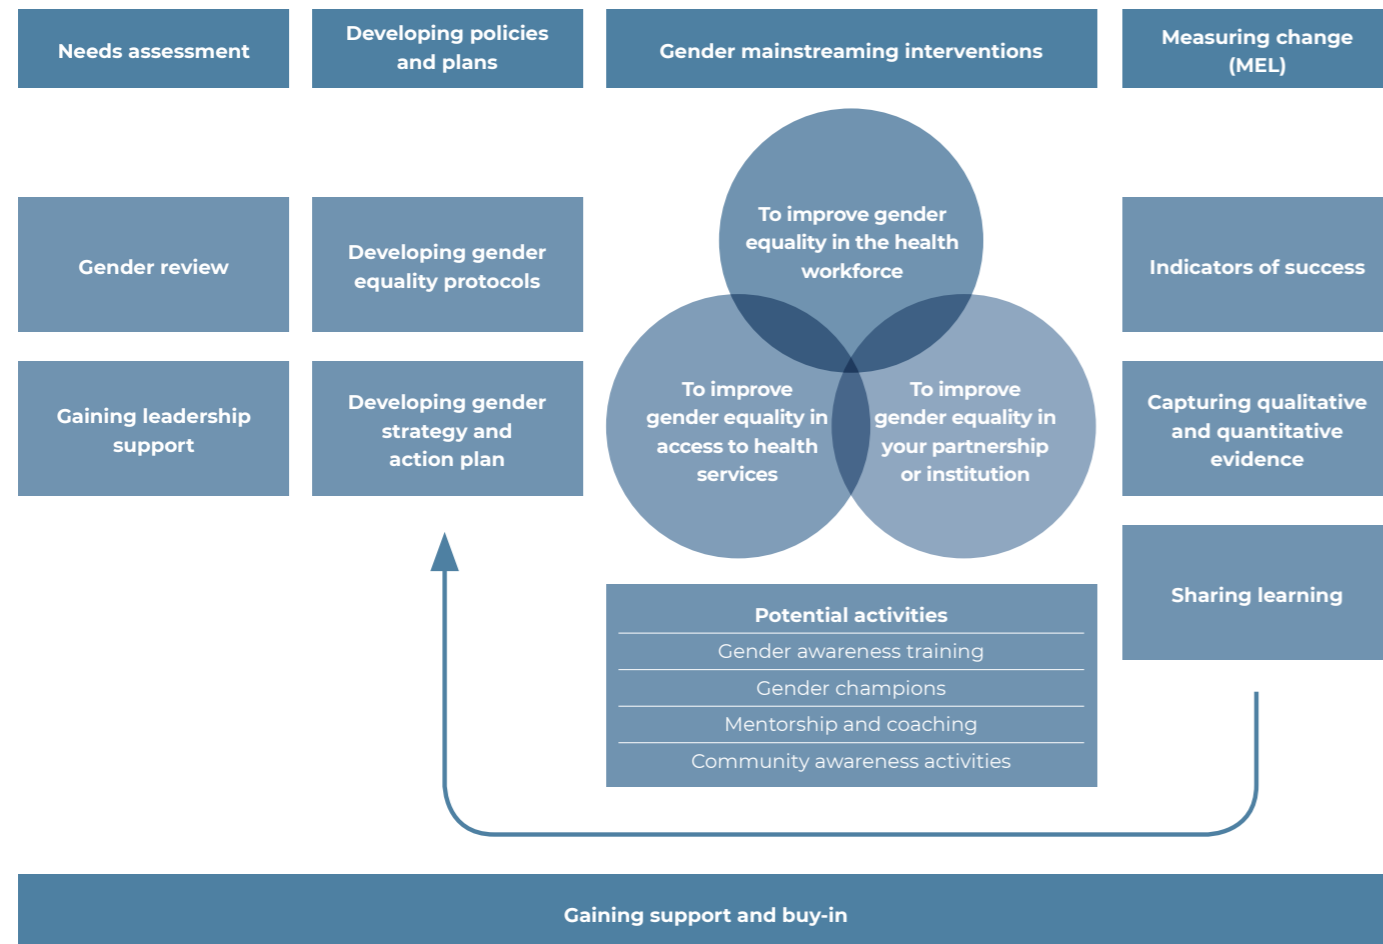 Needs assessment
Developing policies
and plans
Gender mainstreaming interventions
Measuring change
(MEL)
Gender review
Gaining leadership
support
Developing gender
equality protocols
Developing gender
strategy and
action plan
To improve gender
equality in the health
workforce
To improve
gender equality in
access to health
services
To improve
gender equality in
your partnership
or institution
Potential activities
Gender awareness training
Gender champions
Mentorship and coaching
Community awareness activities
Indicators of success
Capturing qualitative
and quantitative
evidence
Sharing learning
Gaining support and buy-in